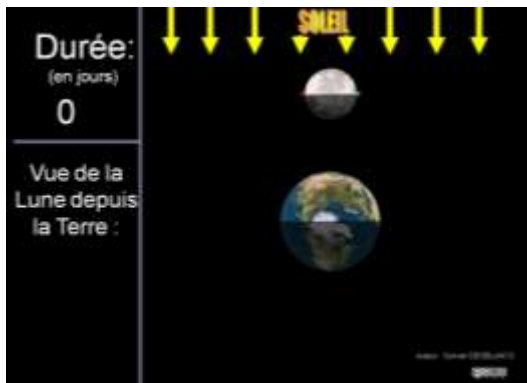 SOLEIL
Durée:
(en jours)
0
Vue de la
Lune depuis
la Terre :